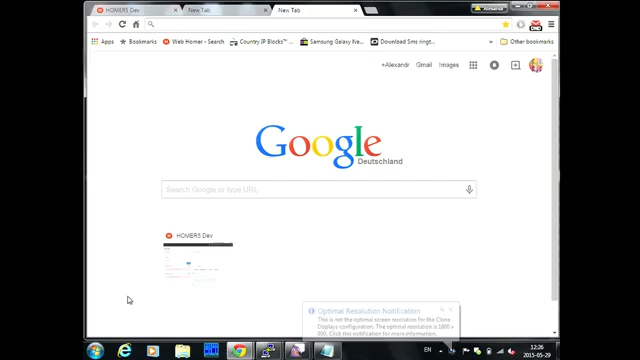 HOMER5 Dev
New Tab
New Tab
Alexandr
Apps
Bookmarks
Web Homer - Search
Country IP Blocks™...
Samsung Galaxy Ne...
Download Sms ringt...
Other bookmarks
+Alexandr
Gmail
Images
Google
Deutschland
Search Google or type URL
HOMER5 Dev
Optimal Resolution Notification
This is not the optimal screen resolution for the Clone
Displays configuration. The optimal resolution is
Click this notification for more information.
EN
12:26
2015-05-29